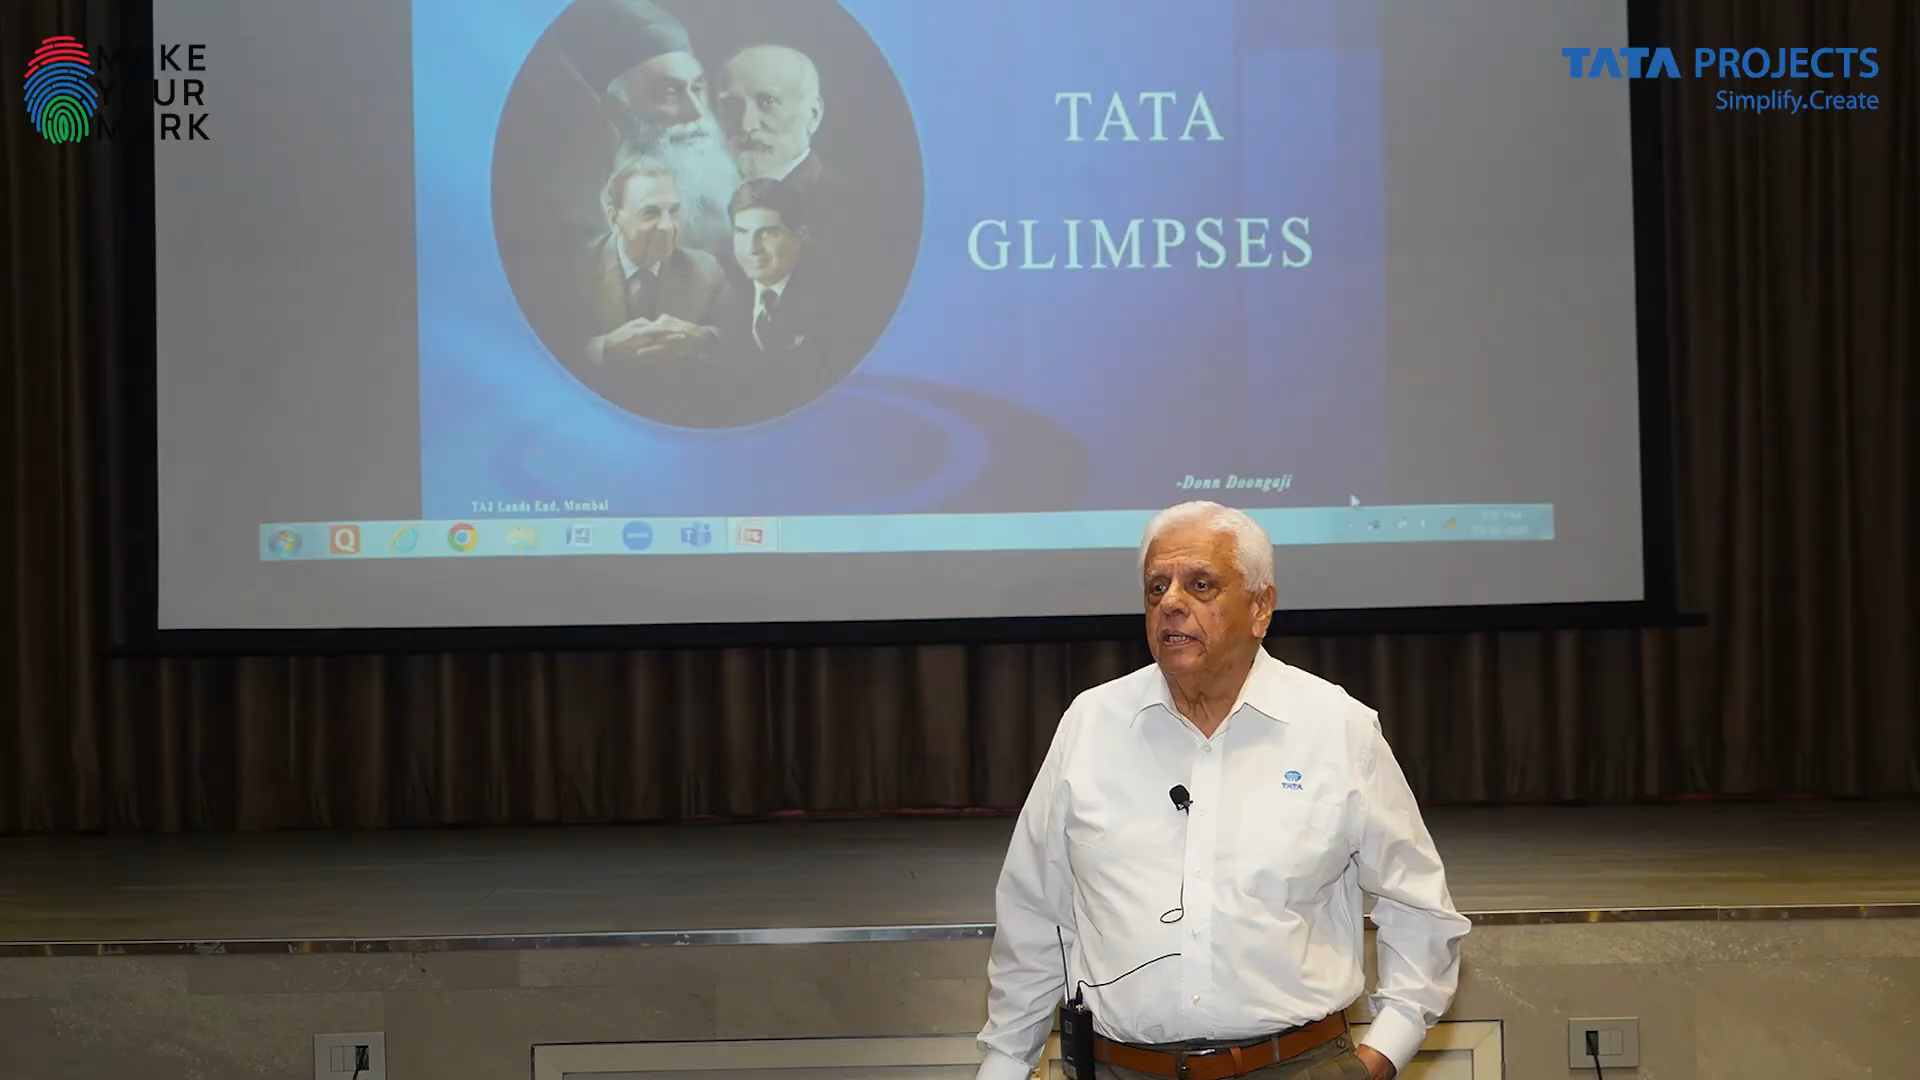 MAKE
YOUR
MARK
TATA PROJECTS
Simplify.Create
TATA
GLIMPSES
-Donn Doongaji
TAJ Lands End, Mumbai
TATA